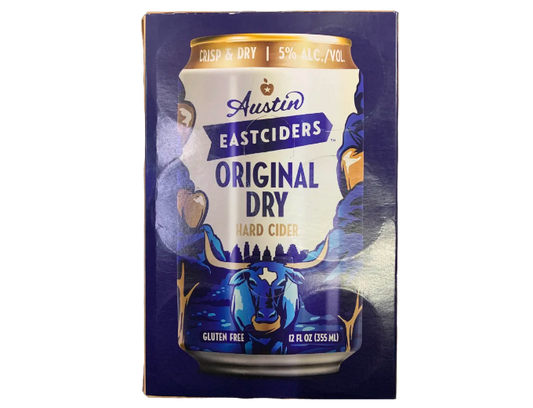 CRISP & DRY | 5% ALC./VOL.
Austin
EASTCIDERS
ORIGINAL
DRY
HARD CIDER
GLUTEN FREE 12 FL OZ (355 ML)